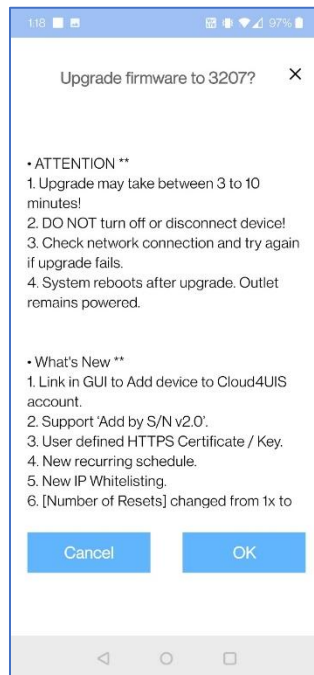 1:18 97%
Upgrade firmware to 3207? ×
• ATTENTION **
1. Upgrade may take between 3 to 10
minutes!
2. DO NOT turn off or disconnect device!
3. Check network connection and try again
if upgrade fails.
4. System reboots after upgrade. Outlet
remains powered.
• What's New **
1. Link in GUI to Add device to Cloud4UIS
account.
2. Support 'Add by S/N v2.0'.
3. User defined HTTPS Certificate / Key.
4. New recurring schedule.
5. New IP Whitelisting.
6. [Number of Resets] changed from 1x to
Cancel OK